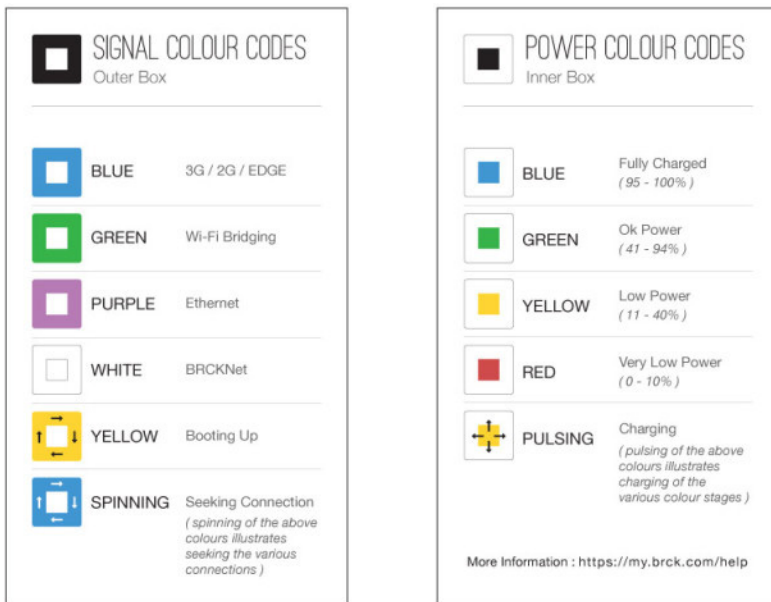 SIGNAL COLOUR CODES
Outer Box
BLUE 3G / 2G / EDGE
GREEN Wi-Fi Bridging
PURPLE Ethernet
WHITE BRCKNet
YELLOW Booting Up
SPINNING Seeking Connection
( spinning of the above
colours illustrates
seeking the various
connections )
POWER COLOUR CODES
Inner Box
BLUE Fully Charged
( 95 - 100% )
GREEN Ok Power
( 41 - 94% )
YELLOW Low Power
( 11 - 40% )
RED Very Low Power
( 0 - 10% )
PULSING Charging
( pulsing of the above
colours illustrates
charging of the
various colour stages )
More Information : https://my.brck.com/help